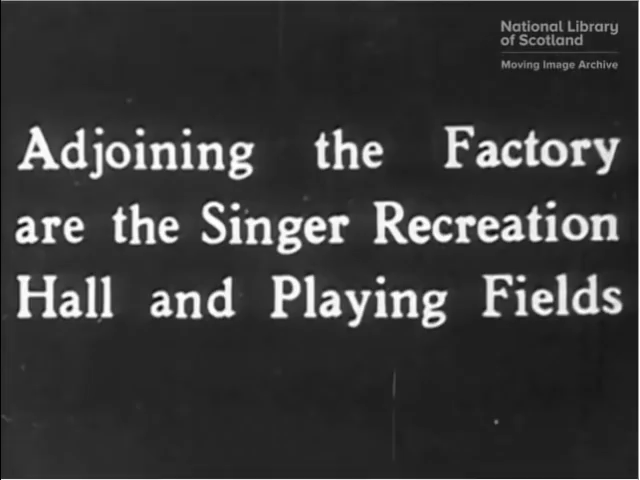 National Library
of Scotland
Moving Image Archive
Adjoining the Factory
are the Singer Recreation
Hall and Playing Fields